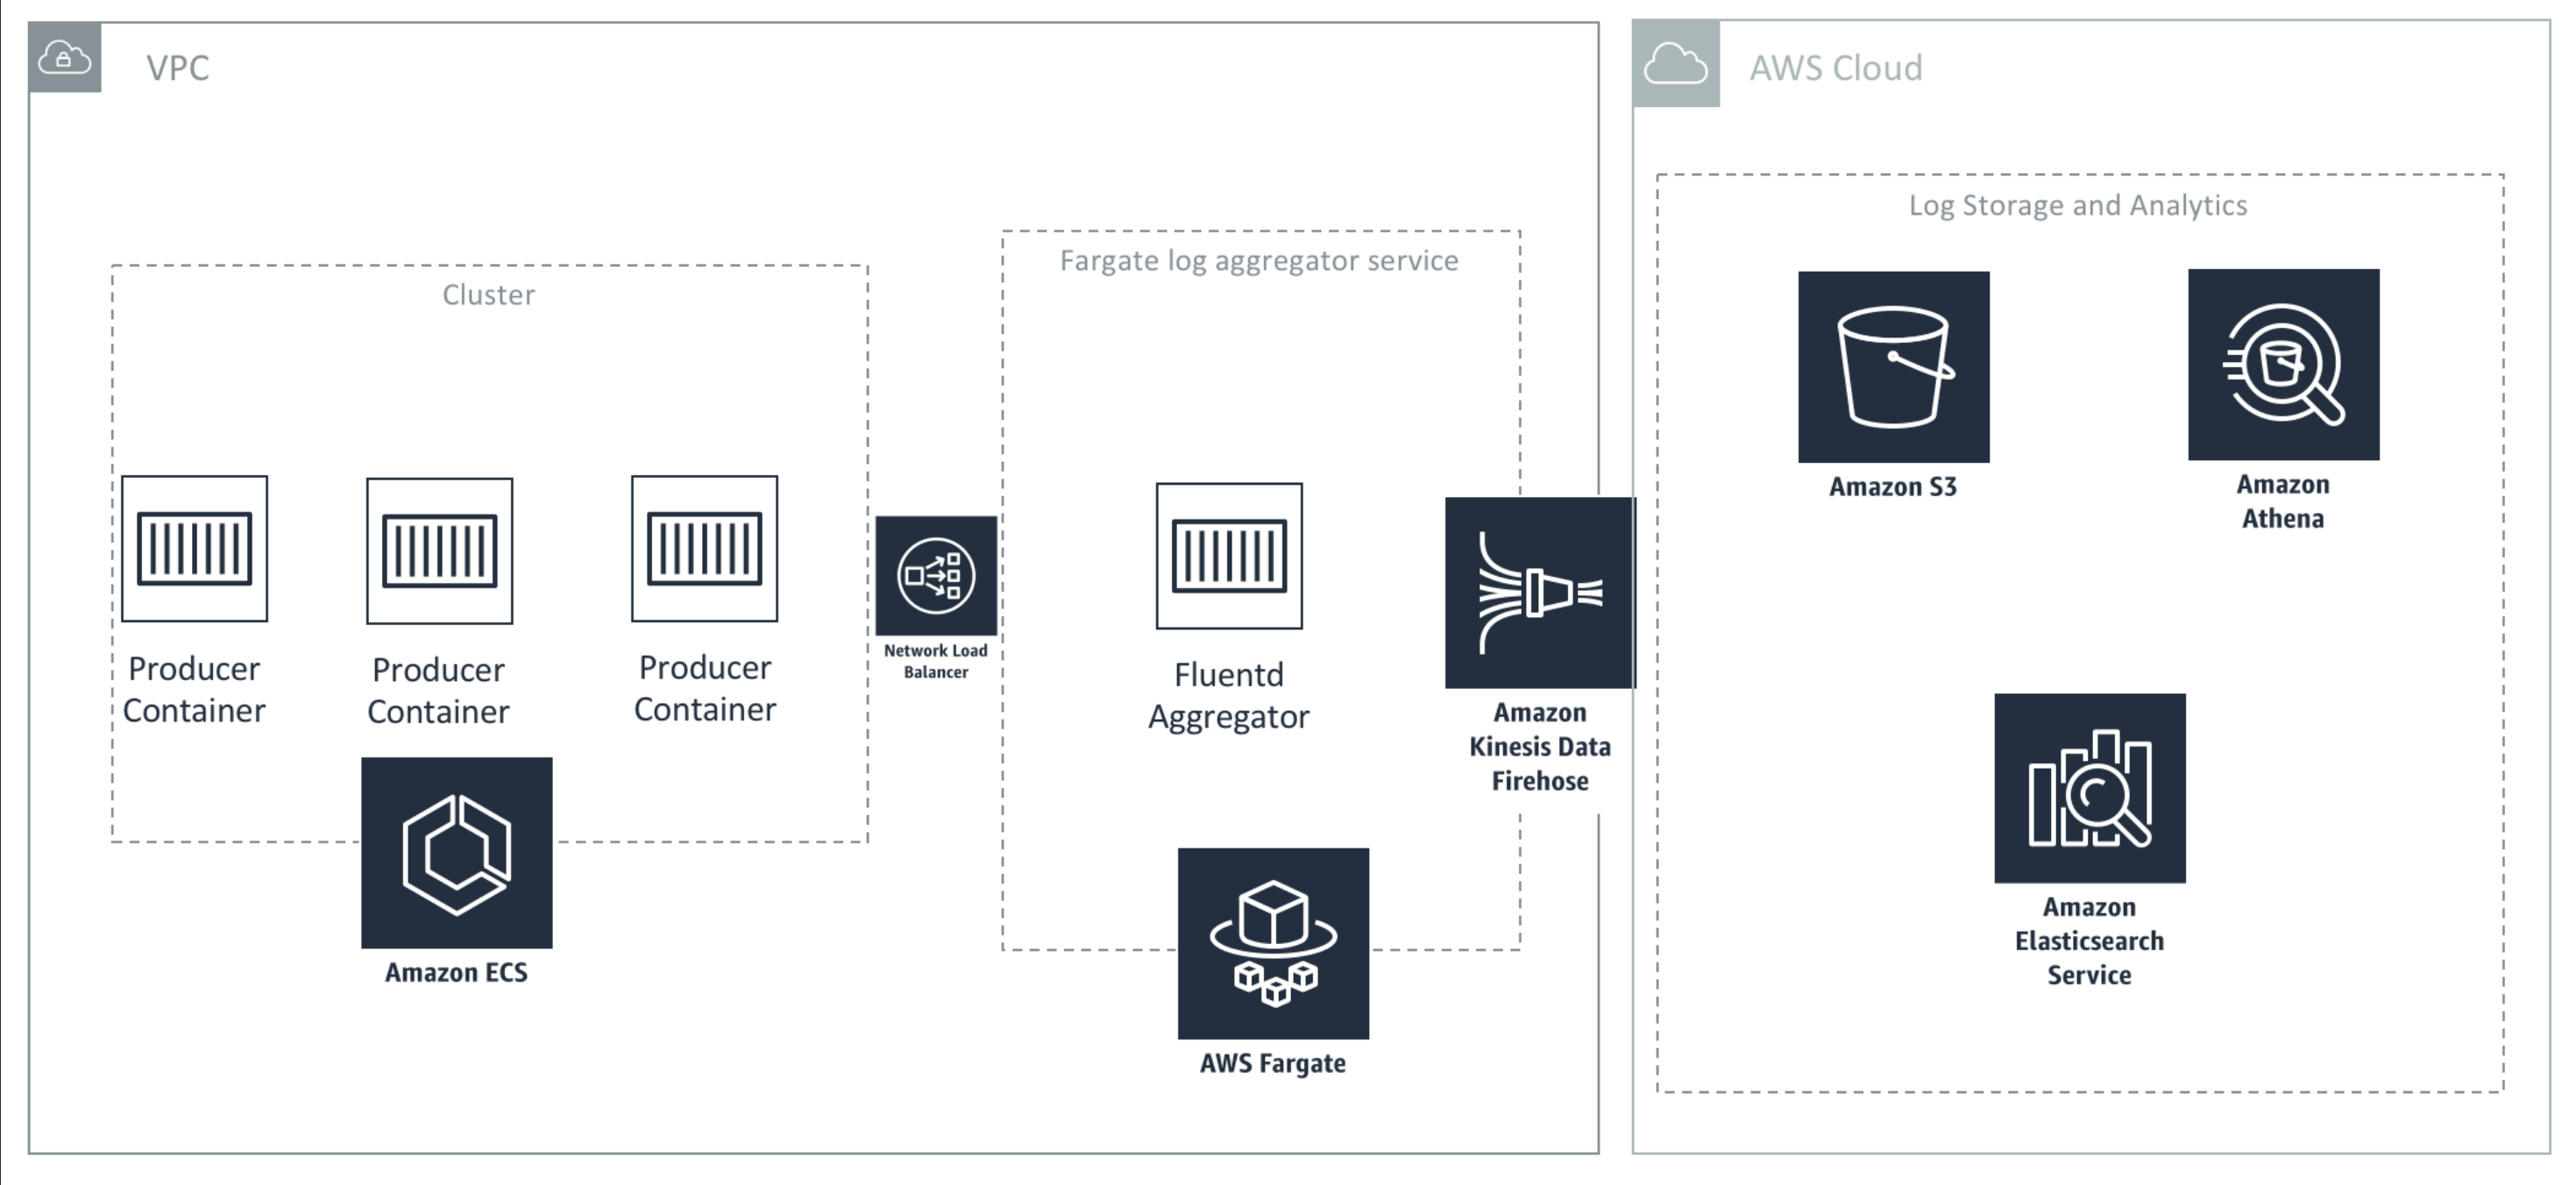 VPC
AWS Cloud
Cluster
Producer
Container
Producer
Container
Producer
Container
Amazon ECS
Network Load
Balancer
Fargate log aggregator service
Fluentd
Aggregator
AWS Fargate
Amazon
Kinesis Data
Firehose
Log Storage and Analytics
Amazon S3
Amazon
Athena
Amazon
Elasticsearch
Service